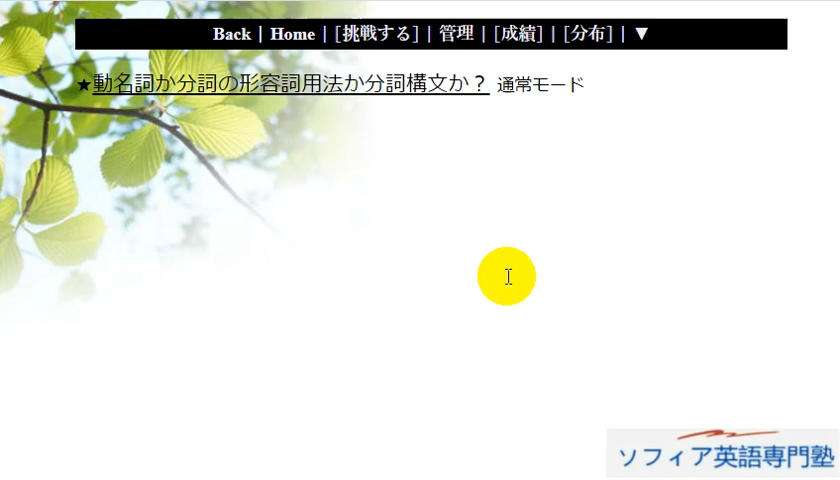 Back | Home | [挑戦する] | 管理 | [成績] | [分布] | ▼
★動名詞か分詞の形容詞用法か分詞構文か？ 通常モード
ソフィア英語専門塾